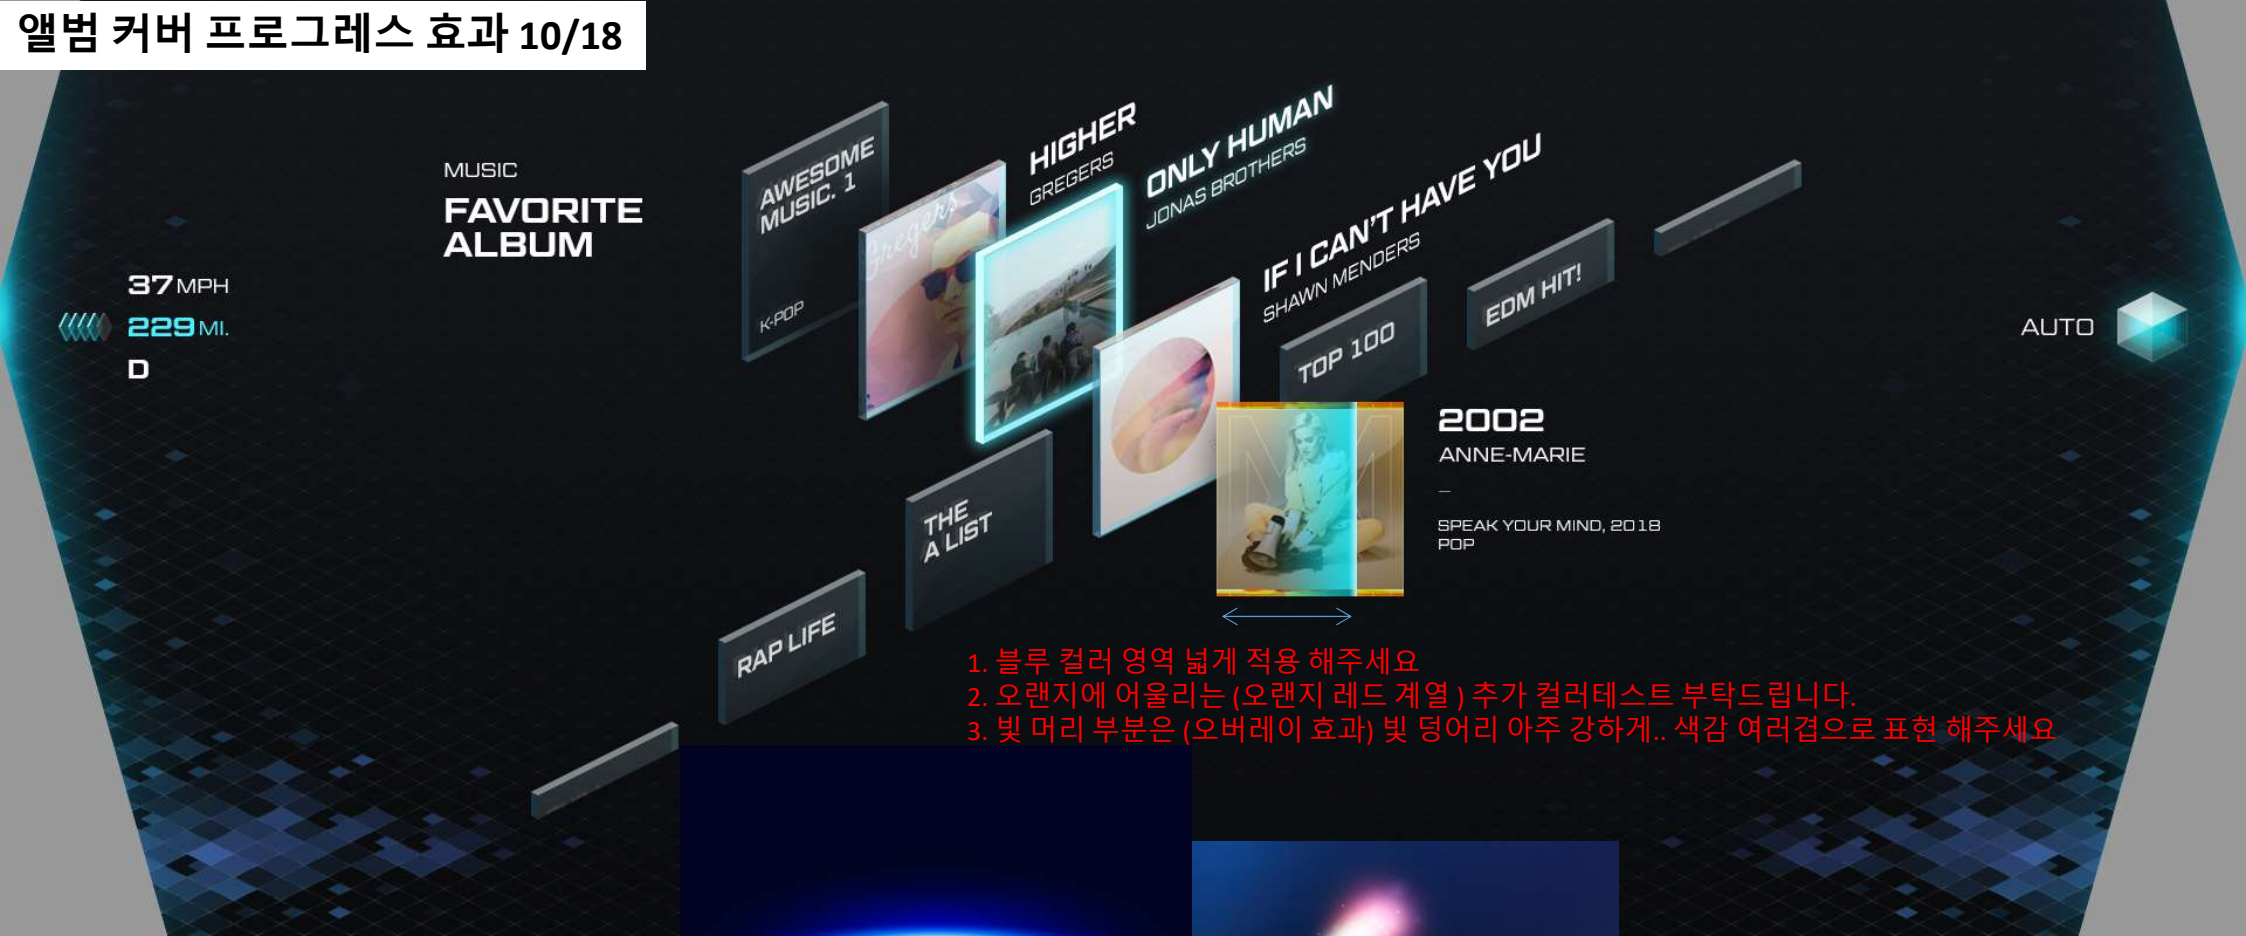 앨범 커버 프로그레스 효과 10/18
MUSIC
FAVORITE
ALBUM
37 MPH
229 MI.
D
AWESOME
MUSIC. 1
K-POP
Gregers
HIGHER
GREGERS
ONLY HUMAN
JONAS BROTHERS
IF I CAN'T HAVE YOU
SHAWN MENDERS
TOP 100
EDM HIT!
AUTO
THE
A LIST
RAP LIFE
2002
ANNE-MARIE
–
SPEAK YOUR MIND, 2018
POP
1. 블루 컬러 영역 넓게 적용 해주세요
2. 오랜지에 어울리는 (오랜지 레드 계열 ) 추가 컬러테스트 부탁드립니다.
3. 빛 머리 부분은 (오버레이 효과) 빛 덩어리 아주 강하게.. 색감 여러겹으로 표현 해주세요